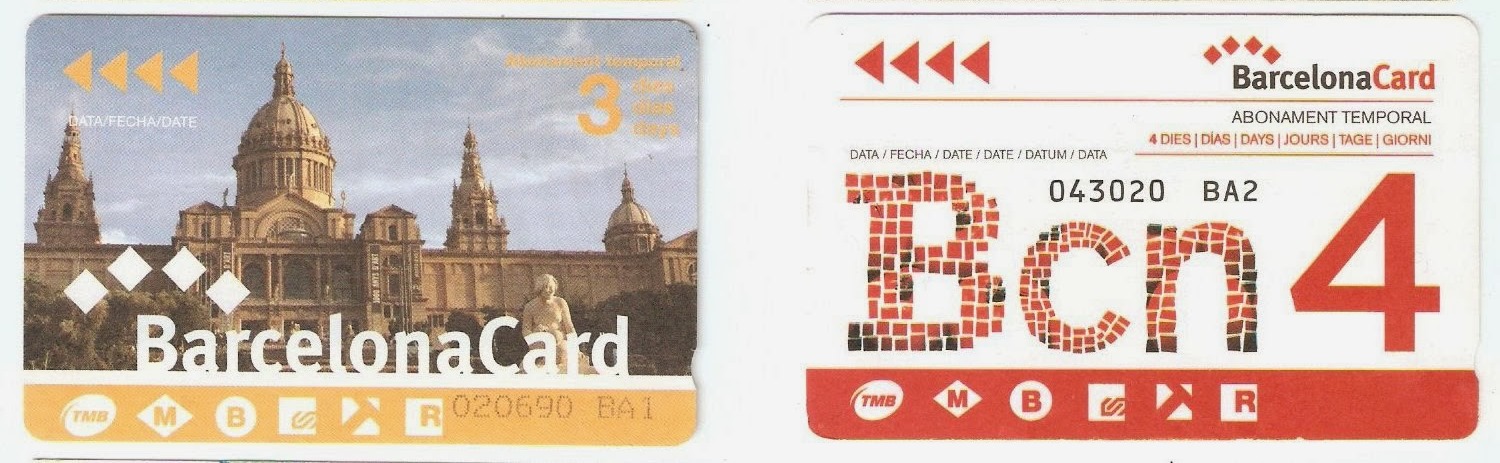 Abonament temporal
3 dies
días
days
DATA/FECHA/DATE
BarcelonaCard
TMB M B R 020690 BA1
BarcelonaCard
ABONAMENT TEMPORAL
4 DIES | DÍAS | DAYS | JOURS | TAGE | GIORNI
DATA / FECHA / DATE / DATE / DATUM / DATA
043020 BA2
Bcn 4
TMB M B R